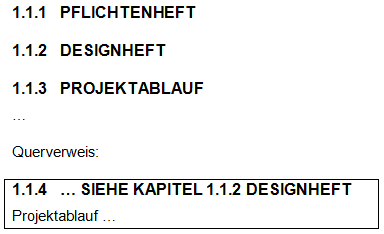 1.1.1 PFLICHTENHEFT
1.1.2 DESIGNHEFT
1.1.3 PROJEKTABLAUF
…
Querverweis:
1.1.4 … SIEHE KAPITEL 1.1.2 DESIGNHEFT
Projektablauf …